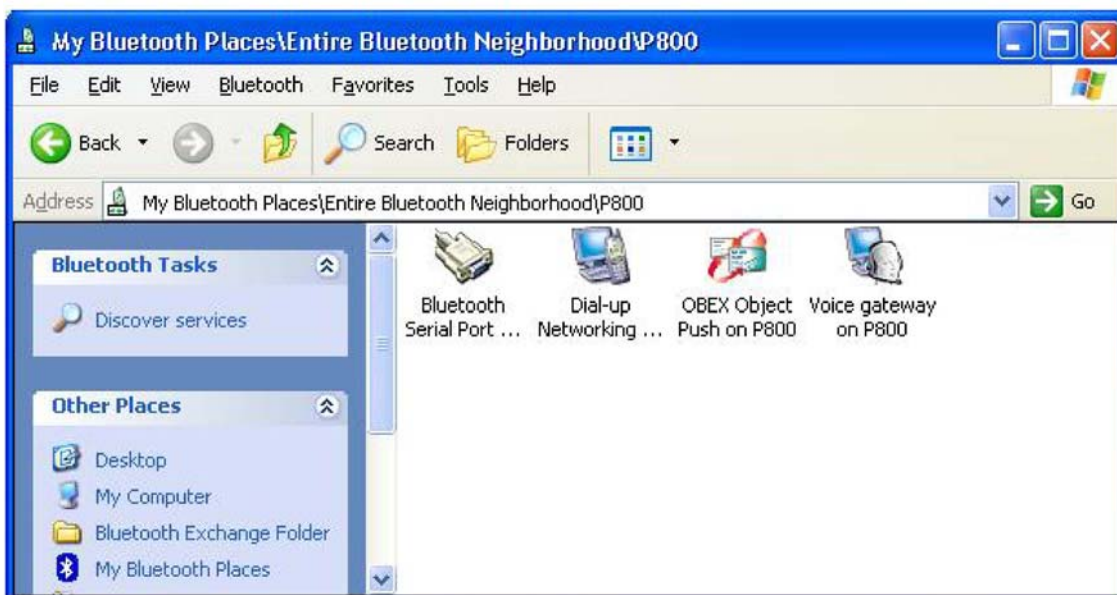 My Bluetooth Places\Entire Bluetooth Neighborhood\P800
File Edit View Bluetooth Favorites Tools Help
Back Search Folders
Address My Bluetooth Places\Entire Bluetooth Neighborhood\P800 Go
Bluetooth Tasks
Discover services
Other Places
Desktop
My Computer
Bluetooth Exchange Folder
My Bluetooth Places
Bluetooth
Serial Port ...
Dial-up
Networking ...
OBEX Object
Push on P800
Voice gateway
on P800